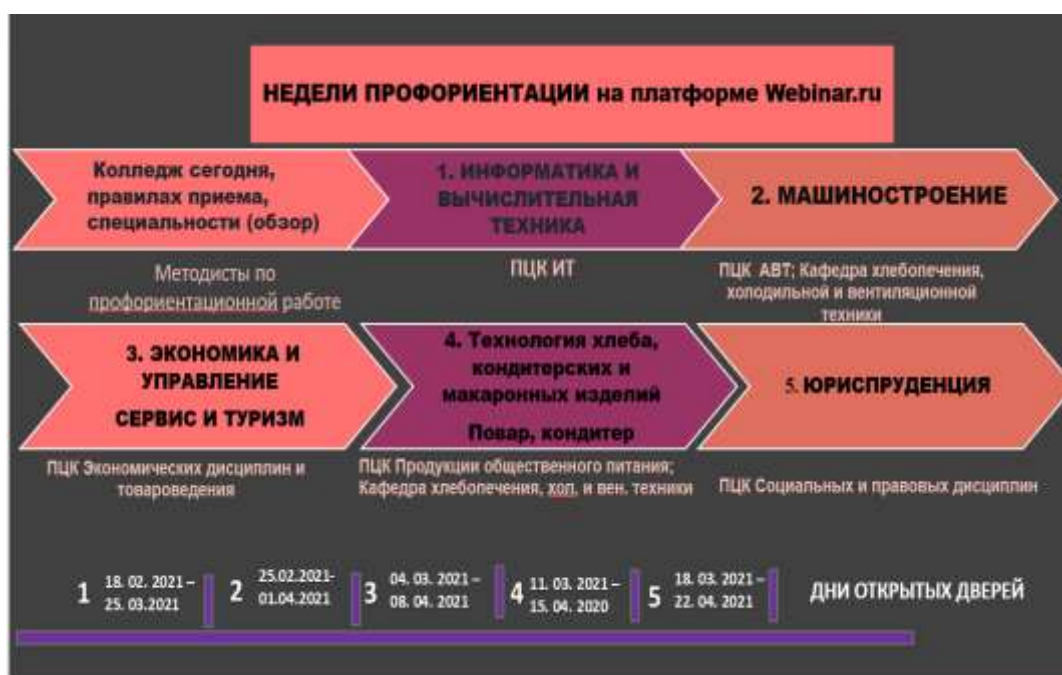 НЕДЕЛИ ПРОФОРИЕНТАЦИИ на платформе Webinar.ru
Колледж сегодня,
правилах приема,
специальности (обзор)
1. ИНФОРМАТИКА И
ВЫЧИСЛИТЕЛЬНАЯ
ТЕХНИКА
2. МАШИНОСТРОЕНИЕ
Методисты по
профориентационной работе
ПЦК ИТ
ПЦК АВТ; Кафедра хлебопечения,
холодильной и вентиляционной
техники
3. ЭКОНОМИКА И
УПРАВЛЕНИЕ
СЕРВИС И ТУРИЗМ
4. Технология хлеба,
кондитерских и
макаронных изделий
Повар, кондитер
5. ЮРИСПРУДЕНЦИЯ
ПЦК Экономических дисциплин и
товароведения
ПЦК Продукции общественного питания;
Кафедра хлебопечения, хол. и вен. техники
ПЦК Социальных и правовых дисциплин
1 18. 02. 2021 –
25. 03.2021
2 25.02.2021-
01.04.2021
3 04. 03. 2021 –
08. 04. 2021
4 11. 03. 2021 –
15. 04. 2020
5 18. 03. 2021 –
22. 04. 2021
ДНИ ОТКРЫТЫХ ДВЕРЕЙ